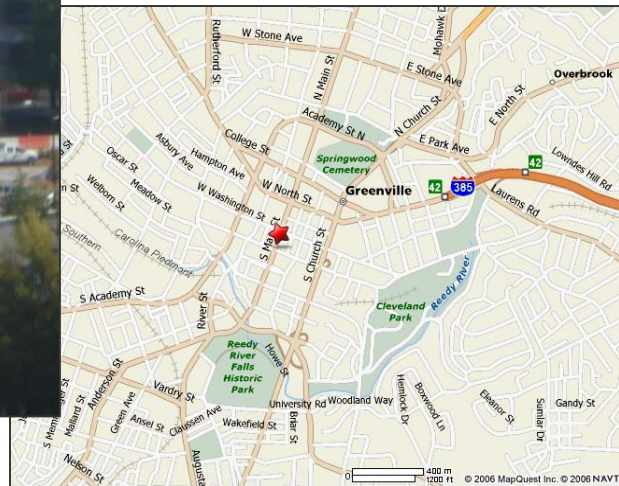 Mohawk D
W Stone Ave
Rutherford St
N Main St
E Stone Ave
Overbrook
N Church St
E North St
Academy St N
E Park Ave
College St
Springwood
Cemetery
42
Lowndes Hill Rd
Oscar St
Asbury Ave
Hampton Ave
W North St
Greenville
42
385
Laurens Rd
Welborn St
Meadow St
W Washington St
n St
Southern
Carolina Piedmont
S Ma St
S Church St
Reedy River
S Academy St
River St
Cleveland
Park
Reedy
River
Falls
Historic
Park
Howe St
Anderson St
Vardry St
University Rd
Woodland Way
Hemlock Dr
Boxwood Ln
Eleanor St
Sumlar Dr
Gandy St
S Mem
Mallard St
Green Ave
Ansel St
Claussen Ave
Wakefield St
Briar St
Nelson St
Augusta
0
400 m
1200 ft
© 2006 MapQuest Inc. © 2006 NAVT